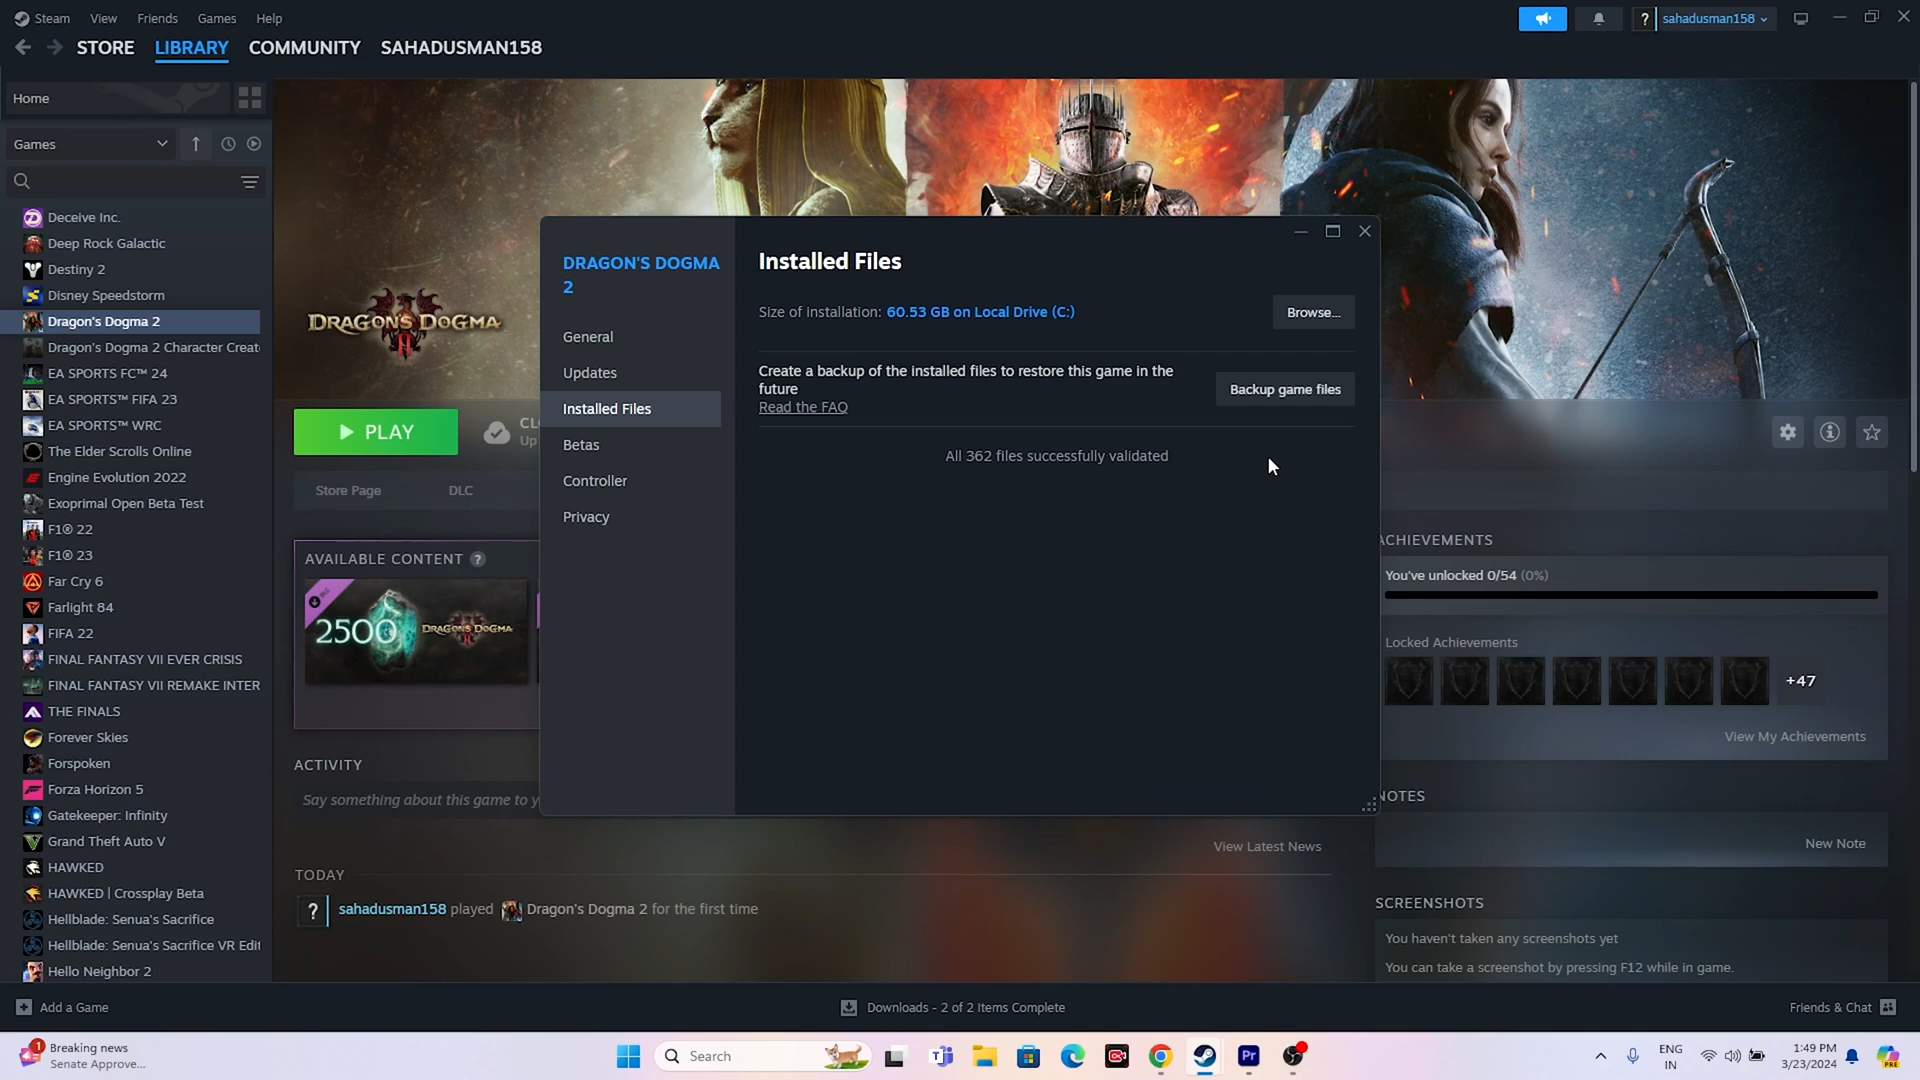 Steam View Friends Games Help
sahadusman158
STORE LIBRARY COMMUNITY SAHADUSMAN158
Home
Games
Deceive Inc.
Deep Rock Galactic
Destiny 2
Disney Speedstorm
Dragon's Dogma 2
Dragon's Dogma 2 Character Creat
EA SPORTS FC™ 24
EA SPORTS™ FIFA 23
EA SPORTS™ WRC
The Elder Scrolls Online
Engine Evolution 2022
Exoprimal Open Beta Test
F1® 22
F1® 23
Far Cry 6
Farlight 84
FIFA 22
FINAL FANTASY VII EVER CRISIS
FINAL FANTASY VII REMAKE INTER
THE FINALS
Forever Skies
Forspoken
Forza Horizon 5
Gatekeeper: Infinity
Grand Theft Auto V
HAWKED
HAWKED | Crossplay Beta
Hellblade: Senua's Sacrifice
Hellblade: Senua's Sacrifice VR Edit
Hello Neighbor 2
DRAGON'S DOGMA
PLAY
CL
Up
Store Page DLC
AVAILABLE CONTENT ?
2500 DRAGON'S DOGMA
ACTIVITY
Say something about this game to y
View Latest News
TODAY
? sahadusman158 played Dragon's Dogma 2 for the first time
DRAGON'S DOGMA
2
General
Updates
Installed Files
Betas
Controller
Privacy
Installed Files
Size of installation: 60.53 GB on Local Drive (C:)
Browse...
Create a backup of the installed files to restore this game in the
future
Read the FAQ
Backup game files
All 362 files successfully validated
ACHIEVEMENTS
You've unlocked 0/54 (0%)
Locked Achievements
+47
View My Achievements
NOTES
New Note
SCREENSHOTS
You haven't taken any screenshots yet
You can take a screenshot by pressing F12 while in game.
Add a Game
Downloads - 2 of 2 Items Complete
Friends & Chat
1
Breaking news
Senate Approve...
Search
Pr
ENG
IN
1:49 PM
3/23/2024
PRE